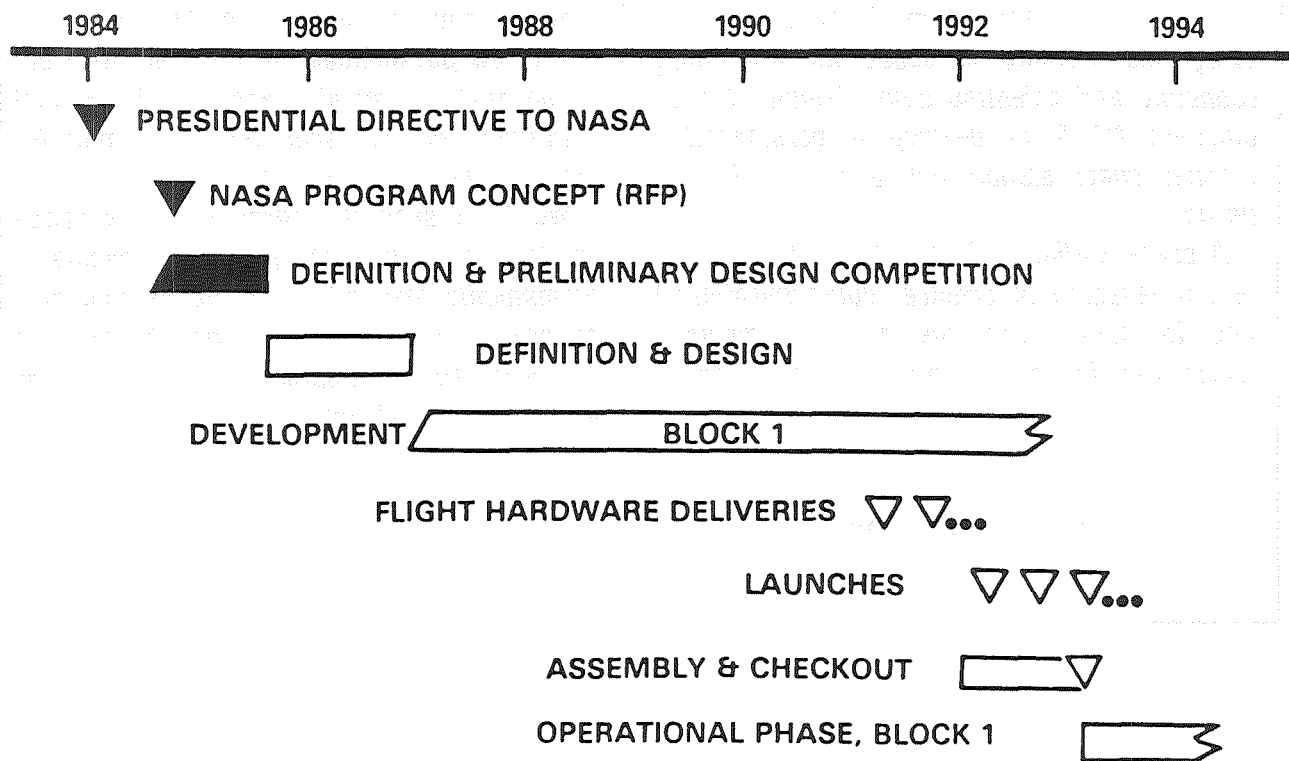 1984 1986 1988 1990 1992 1994
PRESIDENTIAL DIRECTIVE TO NASA
NASA PROGRAM CONCEPT (RFP)
DEFINITION & PRELIMINARY DESIGN COMPETITION
DEFINITION & DESIGN
DEVELOPMENT BLOCK 1
FLIGHT HARDWARE DELIVERIES
LAUNCHES
ASSEMBLY & CHECKOUT
OPERATIONAL PHASE, BLOCK 1